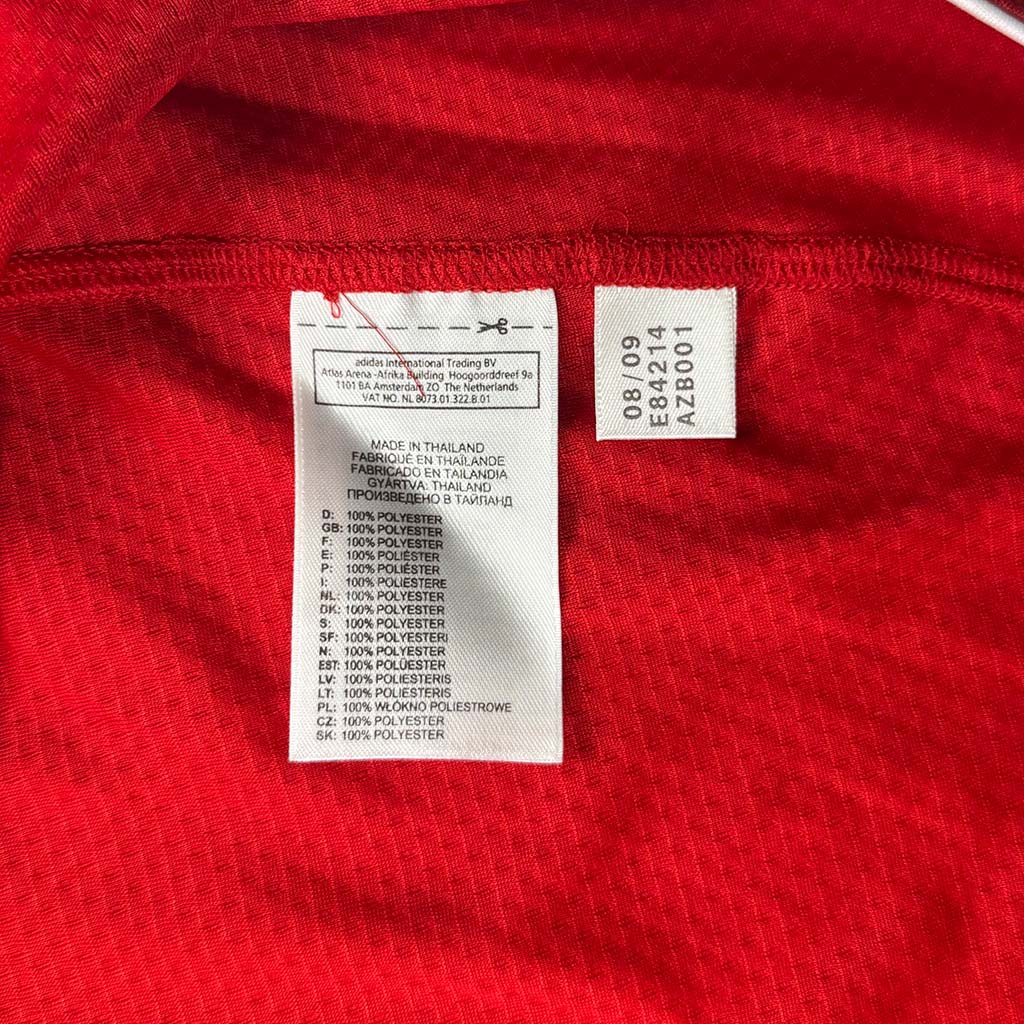 adidas International Trading BV
Atlas Arena -Afrika Building Hoogoorddreef 9a
1101 BA Amsterdam ZO The Netherlands
VAT NO. NL 8073.01.322.B.01
MADE IN THAILAND
FABRIQUÉ EN THAÏLANDE
FABRICADO EN TAILANDIA
GYÁRTVA: THAILAND
ПРОИЗВЕДЕНО В ТАЙЛАНД
D: 100% POLYESTER
GB: 100% POLYESTER
F: 100% POLYESTER
E: 100% POLIÉSTER
P: 100% POLIÉSTER
I: 100% POLIESTERE
NL: 100% POLYESTER
DK: 100% POLYESTER
S: 100% POLYESTER
SF: 100% POLYESTERI
N: 100% POLYESTER
EST: 100% POLÜESTER
LV: 100% POLIESTERIS
LT: 100% POLIESTERIS
PL: 100% WŁÓKNO POLIESTROWE
CZ: 100% POLYESTER
SK: 100% POLYESTER
08/09
E84214
AZB001